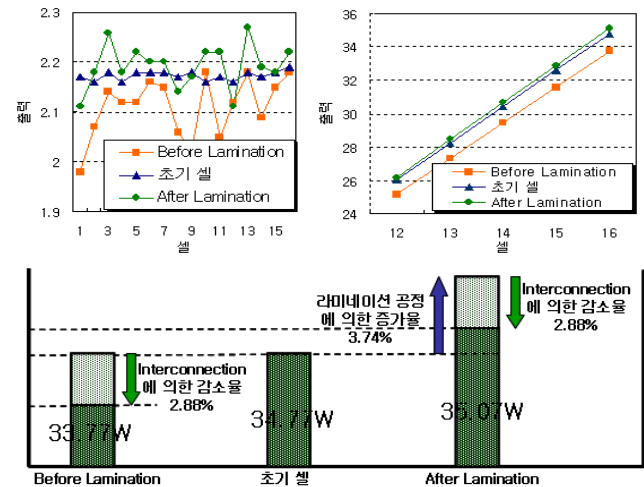 2.3
2.2
2.1
2
1.9
출력
1 3 5 7 9 11 13 15
셀
Before Lamination
초기 셀
After Lamination
36
34
32
30
28
26
24
출력
12 13 14 15 16
셀
Before Lamination
초기 셀
After Lamination
Interconnection
에 의한 감소율
2.88%
33.77W
Before Lamination
34.77W
초기 셀
라미네이션 공정
에 의한 증가율
3.74%
Interconnection
에 의한 감소율
2.88%
35.07W
After Lamination